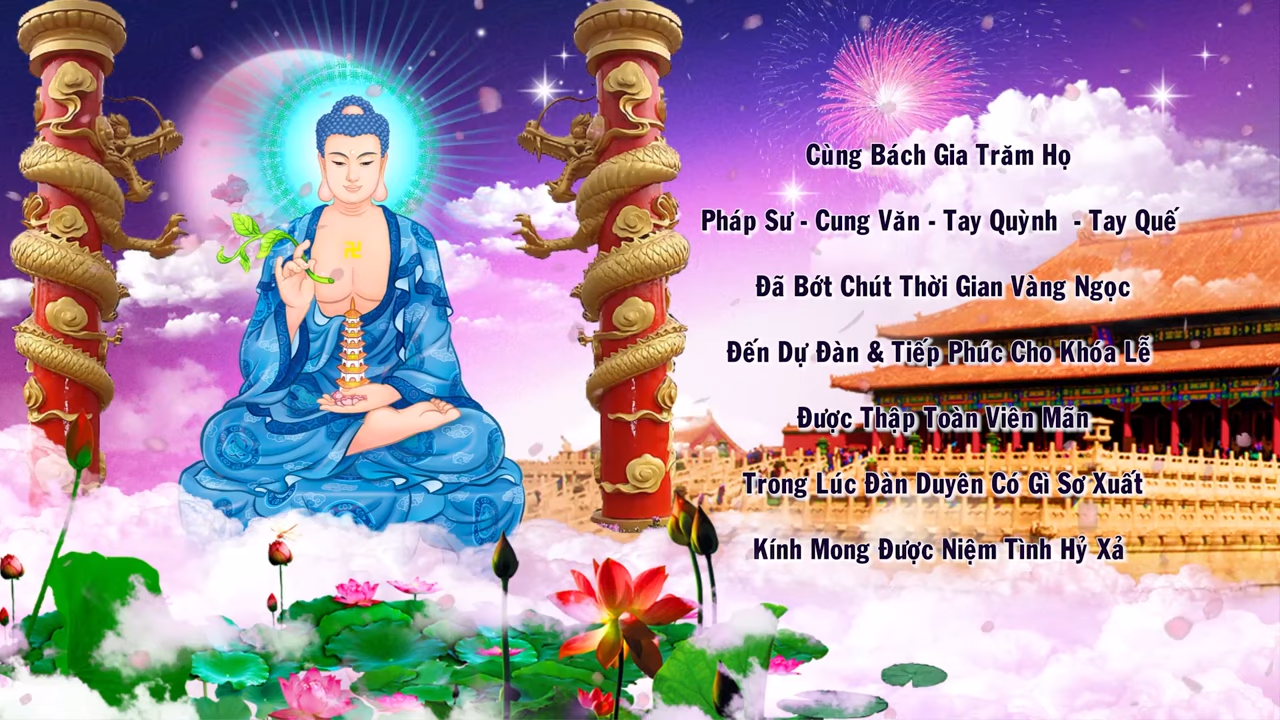 Cùng Bách Gia Trăm Họ
Pháp Sư - Cung Văn - Tay Quỳnh - Tay Quế
Đã Bớt Chút Thời Gian Vàng Ngọc
Đến Dự Đàn & Tiếp Phúc Cho Khóa Lễ
Được Thập Toàn Viên Mãn
Trong Lúc Đàn Duyên Có Gì Sơ Xuất
Kính Mong Được Niệm Tình Hỷ Xả